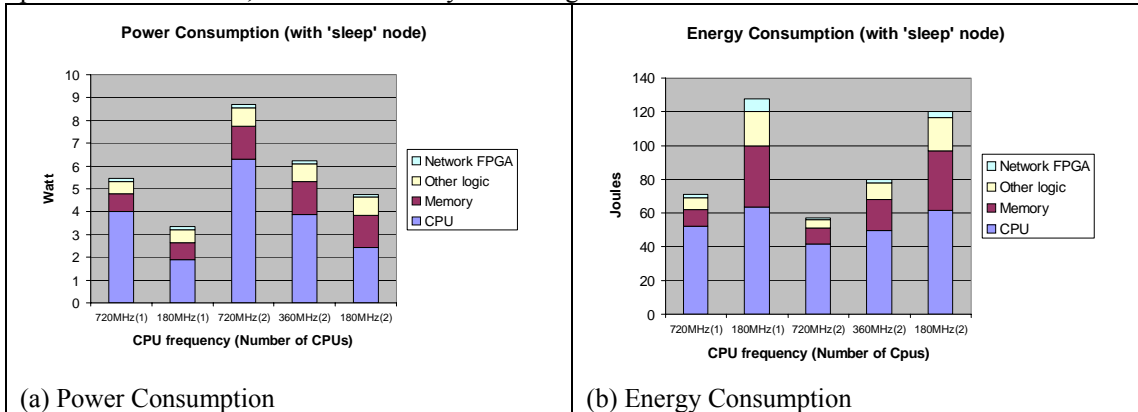 Power Consumption (with 'sleep' node)
10
9
8
7
6
5
4
3
2
1
0
Watt
720MHz(1) 180MHz(1) 720MHz(2) 360MHz(2) 180MHz(2)
CPU frequency (Number of CPUs)
Network FPGA
Other logic
Memory
CPU
(a) Power Consumption
Energy Consumption (with 'sleep' node)
140
120
100
80
60
40
20
0
Joules
720MHz(1) 180MHz(1) 720MHz(2) 360MHz(2) 180MHz(2)
CPU frequency (Number of Cpus)
Network FPGA
Other logic
Memory
CPU
(b) Energy Consumption